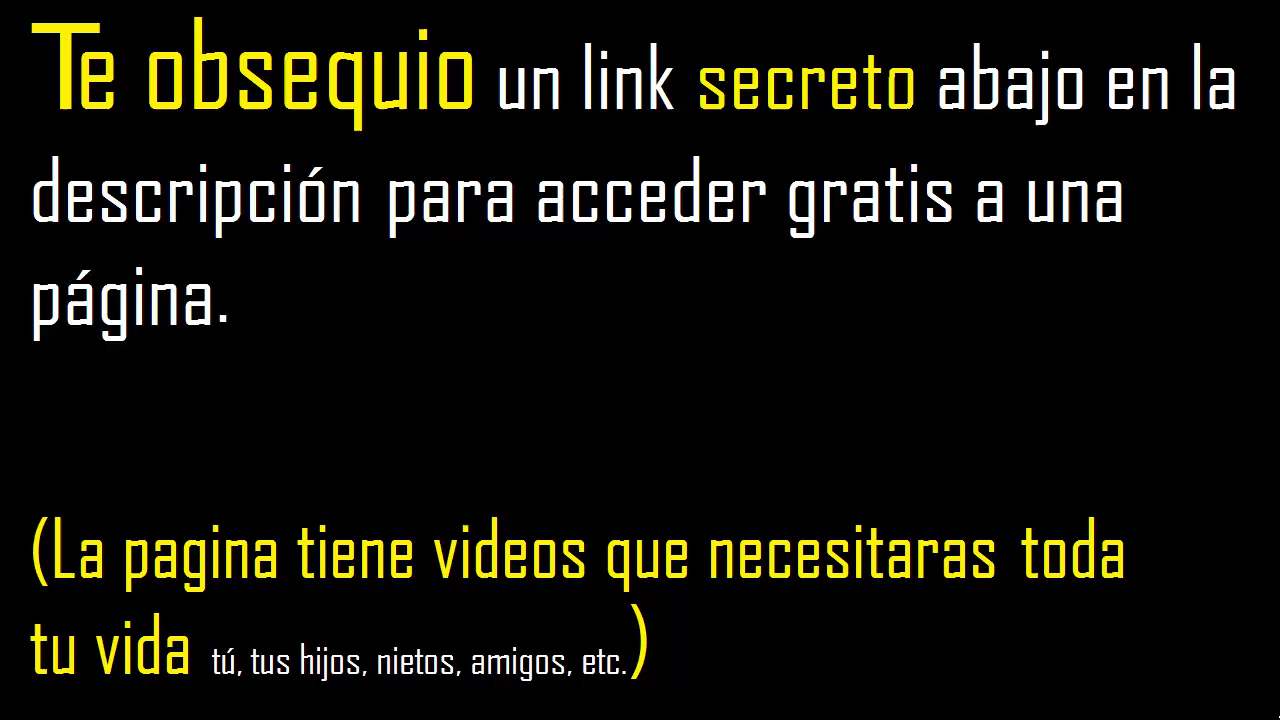 Te obsequio un link secreto abajo en la
descripción para acceder gratis a una
página.
(La pagina tiene videos que necesitaras toda
tu vida tú, tus hijos, nietos, amigos, etc.)